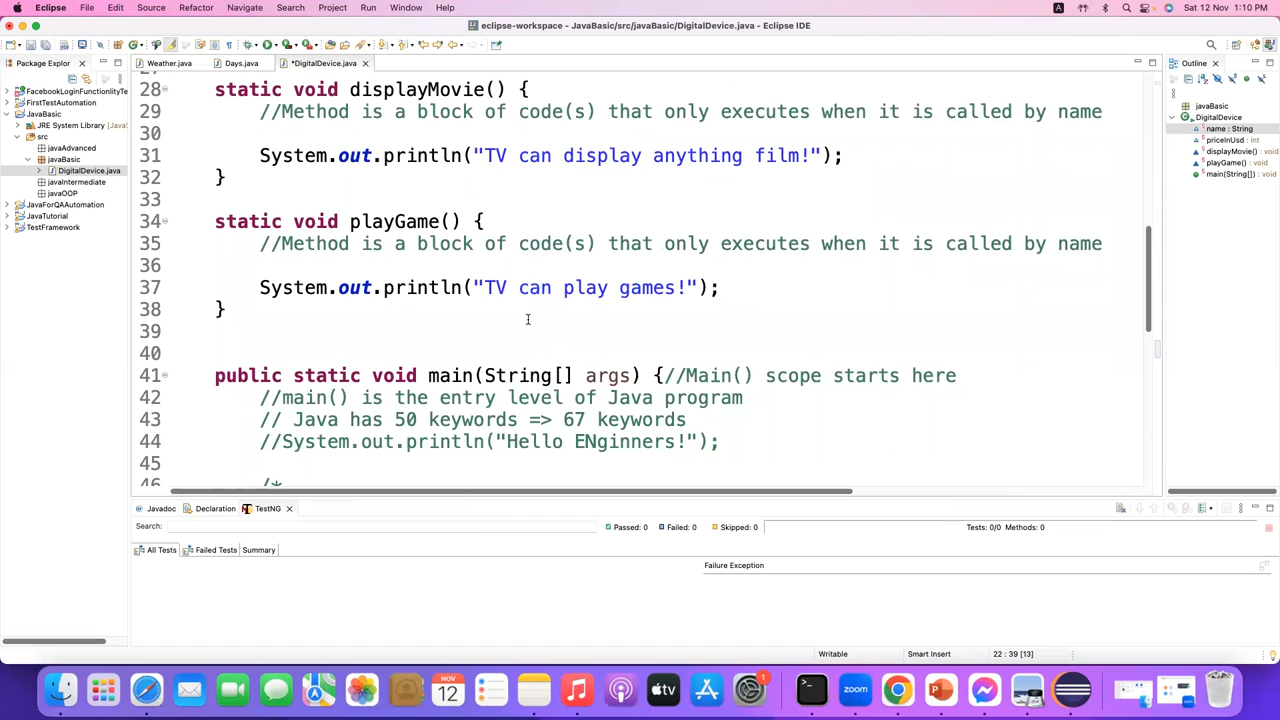 Eclipse File Edit Source Refactor Navigate Search Project Run Window Help
A Sat 12 Nov 1:10 PM
eclipse-workspace - JavaBasic/src/javaBasic/DigitalDevice.java - Eclipse IDE
Package Explor
Weather.java Days.java *DigitalDevice.java
Outline
FacebookLoginFunctionlityTe
FirstTestAutomation
JavaBasic
JRE System Library [Java
src
javaAdvanced
javaBasic
DigitalDevice.java
javaIntermediate
javaOOP
JavaForQAAutomation
JavaTutorial
TestFramework
28 static void displayMovie() {
29 //Method is a block of code(s) that only executes when it is called by name
30
31 System.out.println("TV can display anything film!");
32 }
33
34 static void playGame() {
35 //Method is a block of code(s) that only executes when it is called by name
36
37 System.out.println("TV can play games!");
38 }
39
40
41 public static void main(String[] args) {//Main() scope starts here
42 //main() is the entry level of Java program
43 // Java has 50 keywords => 67 keywords
44 //System.out.println("Hello ENginners!");
45
46 /*
javaBasic
DigitalDevice
name : String
priceInUsd : int
displayMovie() : void
playGame() : void
main(String[]) : void
Javadoc Declaration TestNG
Search: Passed: 0 Failed: 0 Skipped: 0 Tests: 0/0 Methods: 0
All Tests Failed Tests Summary
Failure Exception
Writable Smart Insert 22 : 39 [13]
NOV
12
tv
zoom
1